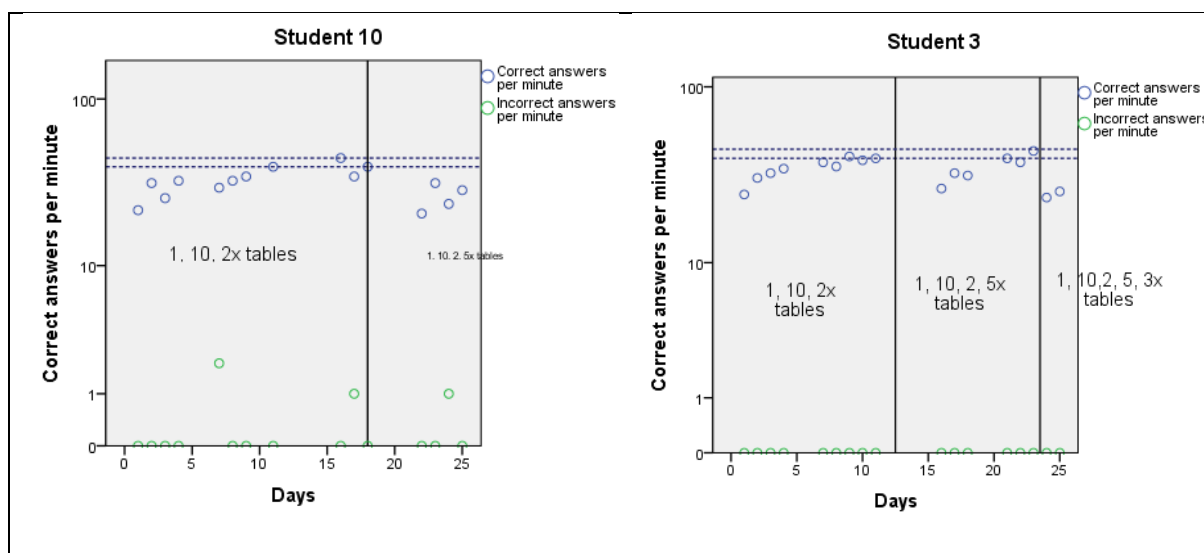 Student 10
Correct answers
per minute
Incorrect answers
per minute
Correct answers per minute
100
10
1
0
1, 10, 2x tables
1. 10. 2. 5x tables
0
5
10
15
20
25
Days
Student 3
Correct answers
per minute
Incorrect answers
per minute
Correct answers per minute
100
10
1
0
1, 10, 2x
tables
1, 10, 2, 5x
tables
1, 10,2, 5, 3x
tables
0
5
10
15
20
25
Days